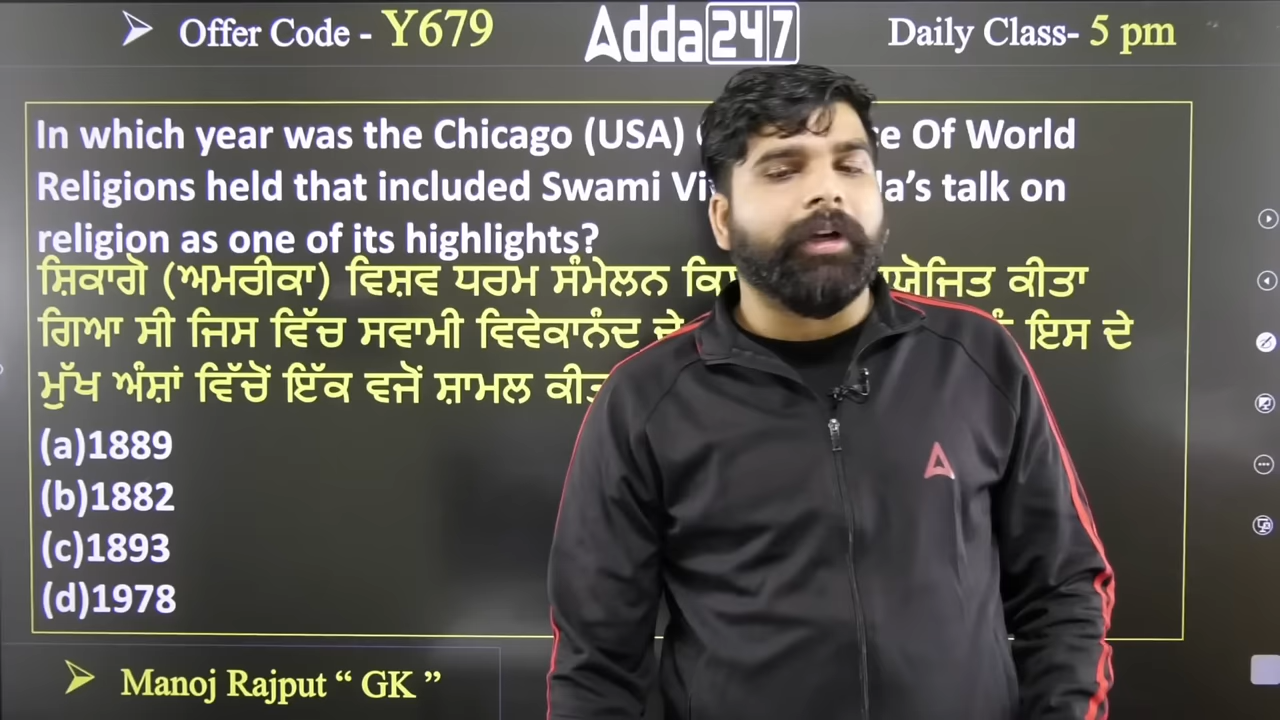 Offer Code - Y679
Adda247
Daily Class- 5 pm
In which year was the Chicago (USA) Of World
Religions held that included Swami talk on
religion as one of its highlights?
ਸ਼ਿਕਾਗੋ (ਅਮਰੀਕਾ) ਵਿਸ਼ਵ ਧਰਮ ਸੰਮੇਲਨ ਕੀਤਾ
ਗਿਆ ਸੀ ਜਿਸ ਵਿੱਚ ਸਵਾਮੀ ਵਿਵੇਕਾਨੰਦ ਇਸ ਦੇ
ਮੁੱਖ ਅੰਸ਼ਾਂ ਵਿੱਚੋਂ ਇੱਕ ਵਜੋਂ ਸ਼ਾਮਲ
(a)1889
(b)1882
(c)1893
(d)1978
Manoj Rajput “ GK ”